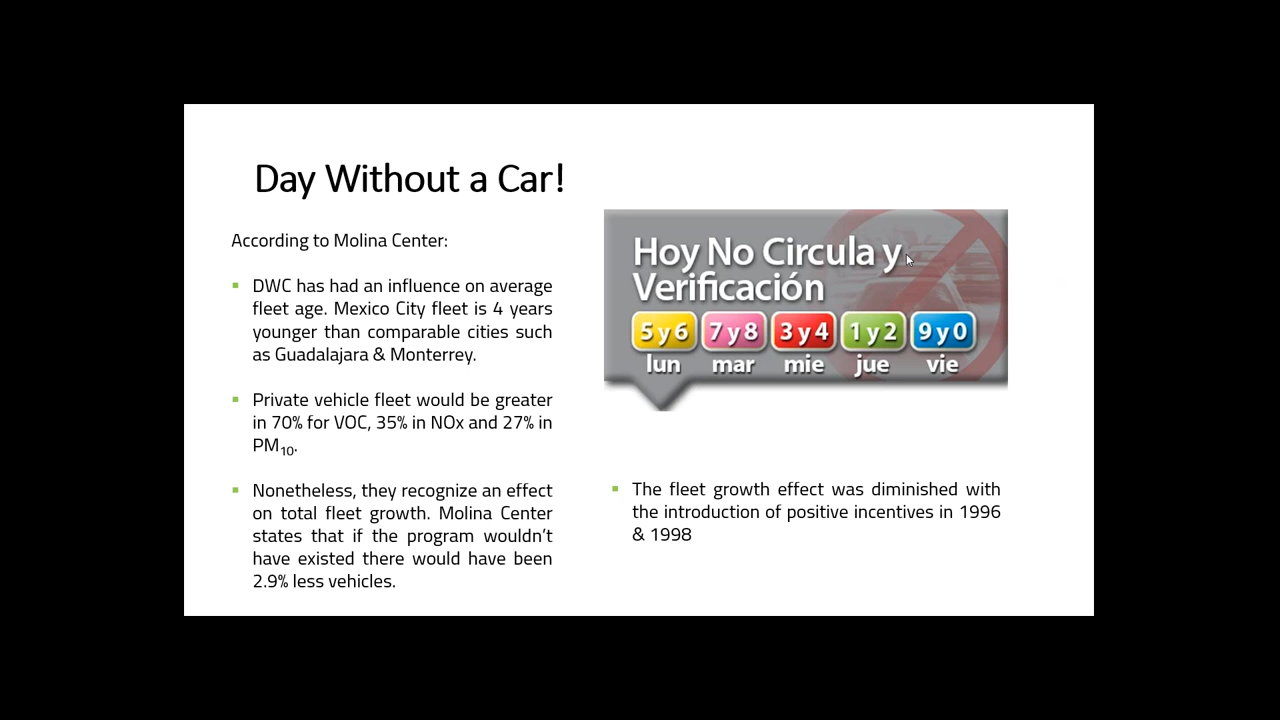 Day Without a Car!
According to Molina Center:
▪ DWC has had an influence on average
fleet age. Mexico City fleet is 4 years
younger than comparable cities such
as Guadalajara & Monterrey.
▪ Private vehicle fleet would be greater
in 70% for VOC, 35% in NOx and 27% in
PM10.
▪ Nonetheless, they recognize an effect
on total fleet growth. Molina Center
states that if the program wouldn't
have existed there would have been
2.9% less vehicles.
Hoy No Circula y
Verificación
5 y 6 7 y 8 3 y 4 1 y 2 9 y 0
lun mar mie jue vie
▪ The fleet growth effect was diminished with
the introduction of positive incentives in 1996
& 1998